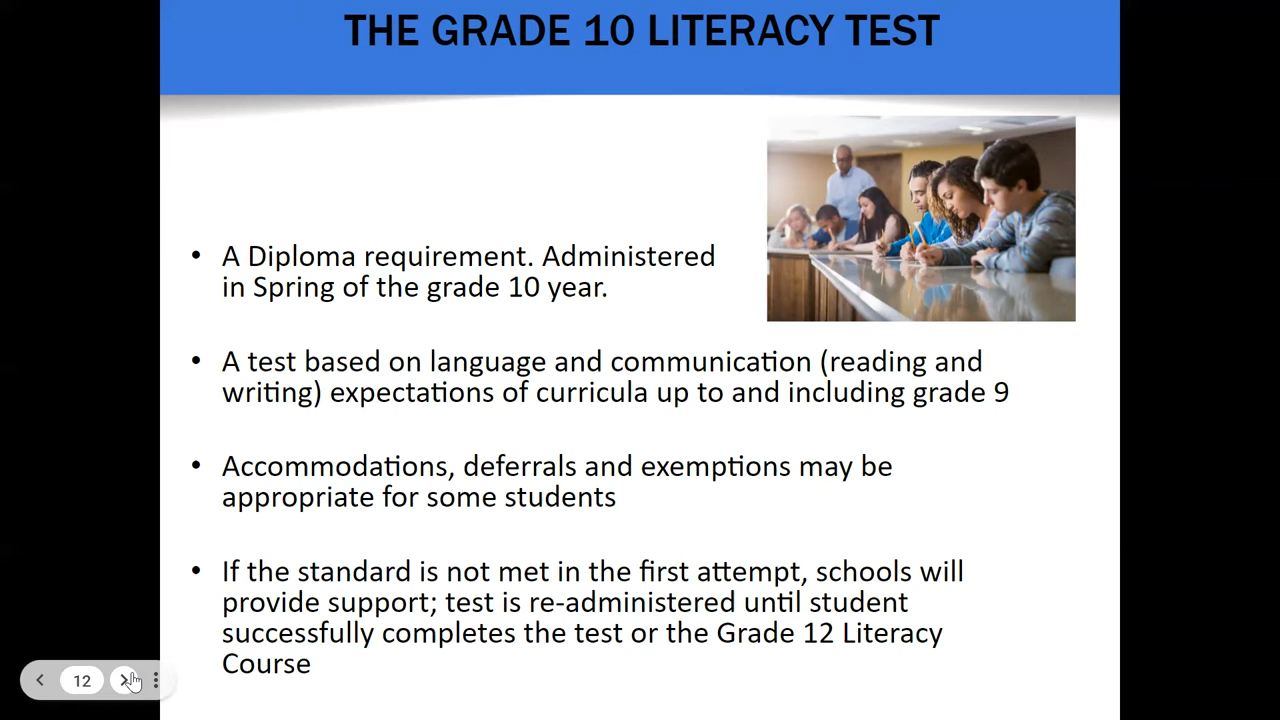 THE GRADE 10 LITERACY TEST
• A Diploma requirement. Administered
in Spring of the grade 10 year.
• A test based on language and communication (reading and
writing) expectations of curricula up to and including grade 9
• Accommodations, deferrals and exemptions may be
appropriate for some students
• If the standard is not met in the first attempt, schools will
provide support; test is re-administered until student
successfully completes the test or the Grade 12 Literacy
Course
12